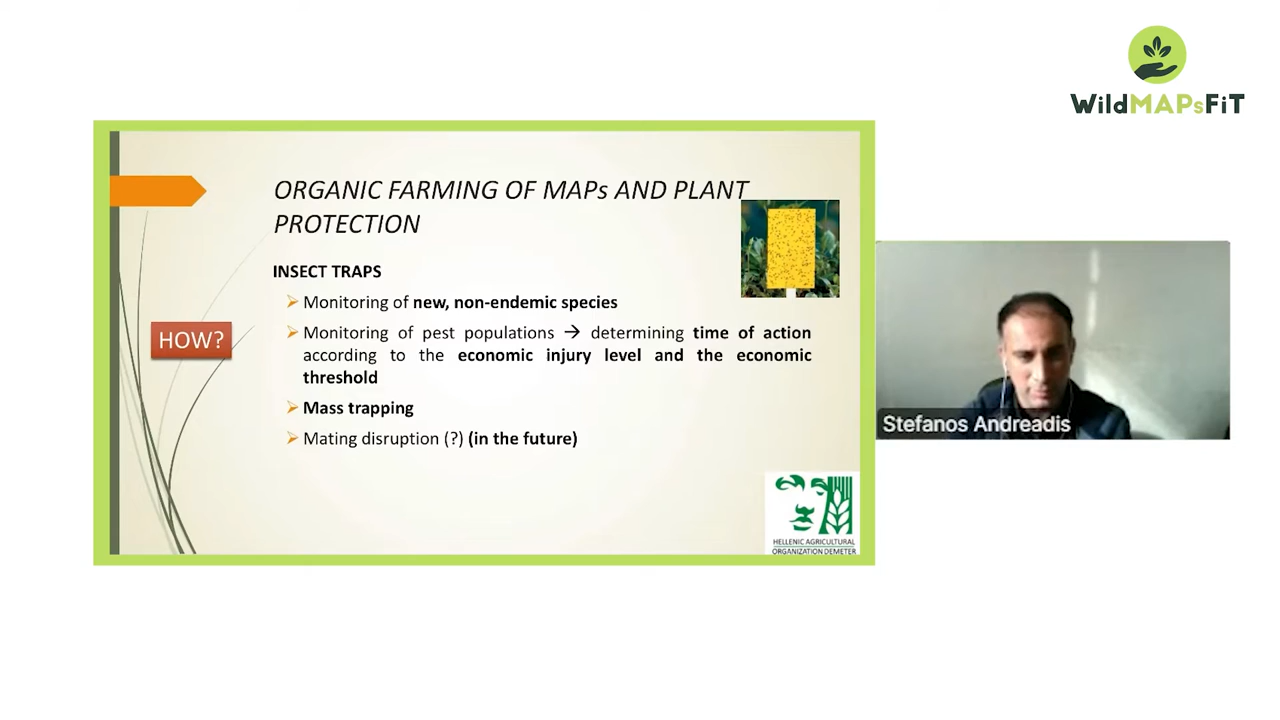 WildMAPsFiT
ORGANIC FARMING OF MAPs AND PLANT
PROTECTION
INSECT TRAPS
➢ Monitoring of new, non-endemic species
➢ Monitoring of pest populations → determining time of action
according to the economic injury level and the economic
threshold
➢ Mass trapping
➢ Mating disruption (?) (in the future)
HOW?
HELLENIC AGRICULTURAL
ORGANIZATION DEMETER
Stefanos Andreadis